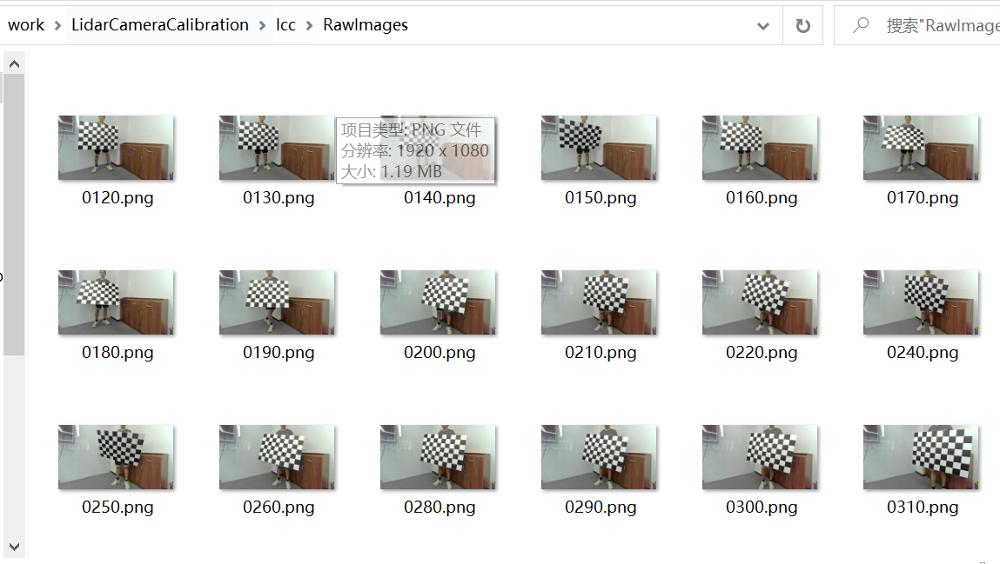 work > LidarCameraCalibration > lcc > RawImages
搜索"RawImage
项目类型: PNG 文件
分辨率: 1920 x 1080
大小: 1.19 MB
0120.png 0130.png 0140.png 0150.png 0160.png 0170.png
0180.png 0190.png 0200.png 0210.png 0220.png 0240.png
0250.png 0260.png 0280.png 0290.png 0300.png 0310.png